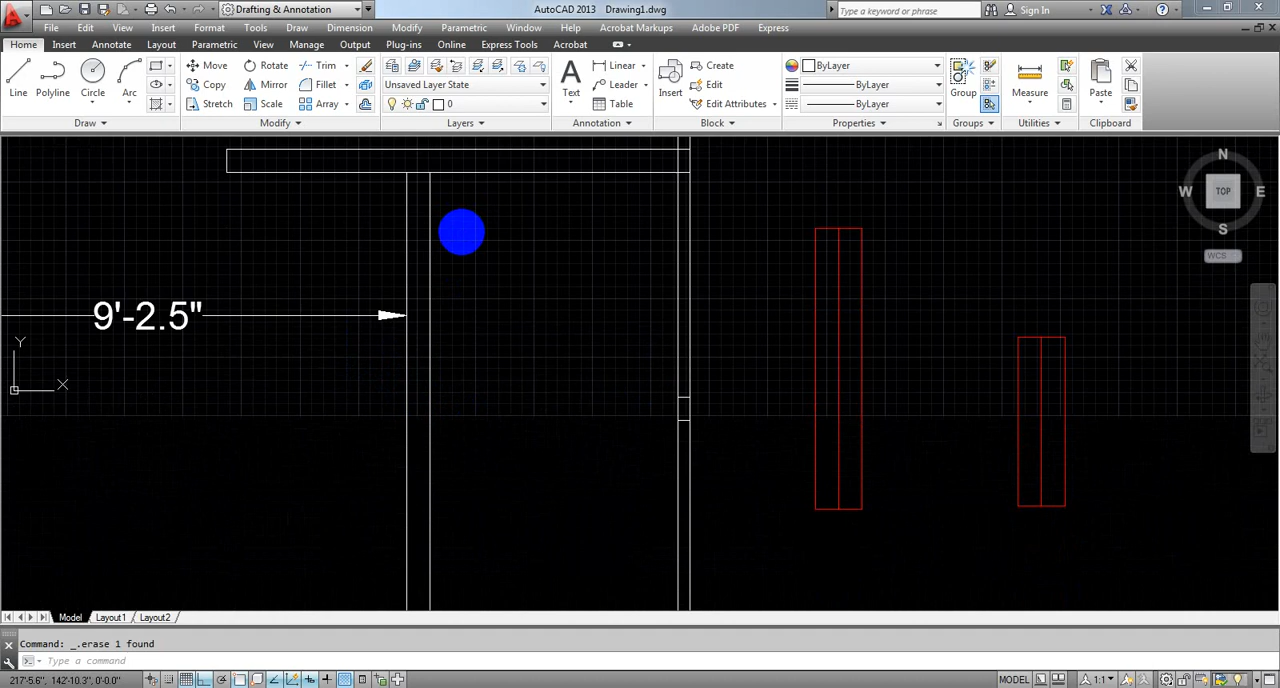 Drafting & Annotation
AutoCAD 2013 Drawing1.dwg
Type a keyword or phrase
Sign In
File Edit View Insert Format Tools Draw Dimension Modify Parametric Window Help Acrobat Markups Adobe PDF Express
Home Insert Annotate Layout Parametric View Manage Output Plug-ins Online Express Tools Acrobat
Line Polyline Circle Arc
Move Rotate Trim
Copy Mirror Fillet
Stretch Scale Array
Unsaved Layer State
0
Text
Linear
Leader
Table
Insert
Create
Edit
Edit Attributes
ByLayer
ByLayer
ByLayer
Group
Measure
Paste
Draw Modify Layers Annotation Block Properties Groups Utilities Clipboard
N
W TOP E
S
WCS
9'-2.5"
Y
X
Model Layout1 Layout2
Command: _.erase 1 found
Type a command
217'-5.6", 142'-10.3", 0'-0.0"
MODEL
1:1